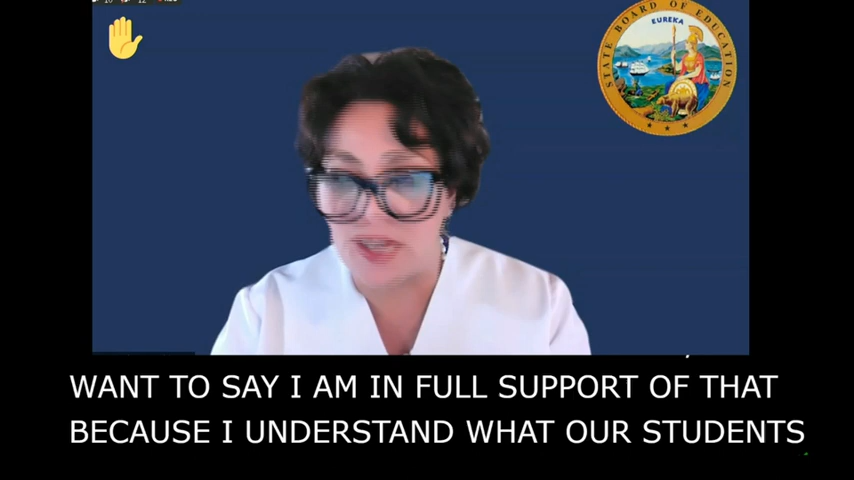 STATE BOARD OF EDUCATION
EUREKA
WANT TO SAY I AM IN FULL SUPPORT OF THAT
BECAUSE I UNDERSTAND WHAT OUR STUDENTS